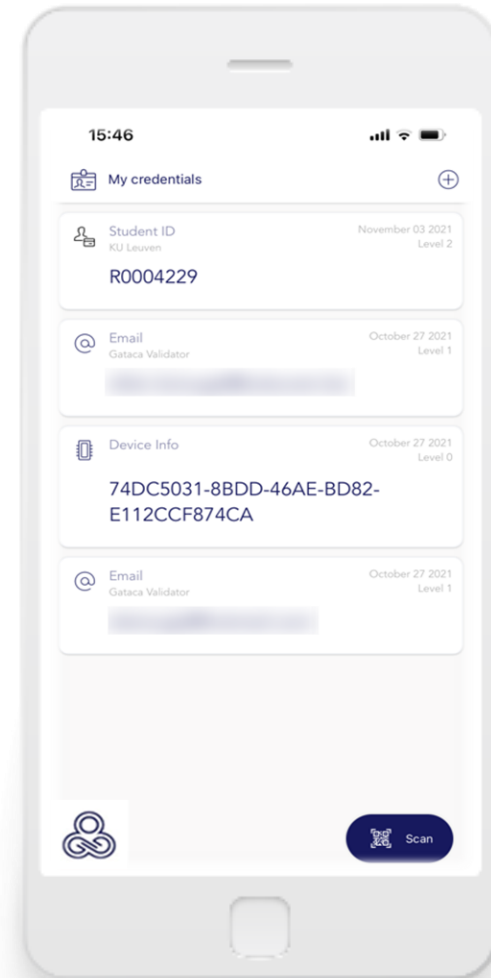 15:46
My credentials
Student ID
November 03 2021
KU Leuven
Level 2
R0004229
Email
October 27 2021
Gataca Validator
Level 1
Device Info
October 27 2021
Level 0
74DC5031-8BDD-46AE-BD82-
E112CCF874CA
Email
October 27 2021
Gataca Validator
Level 1
Scan